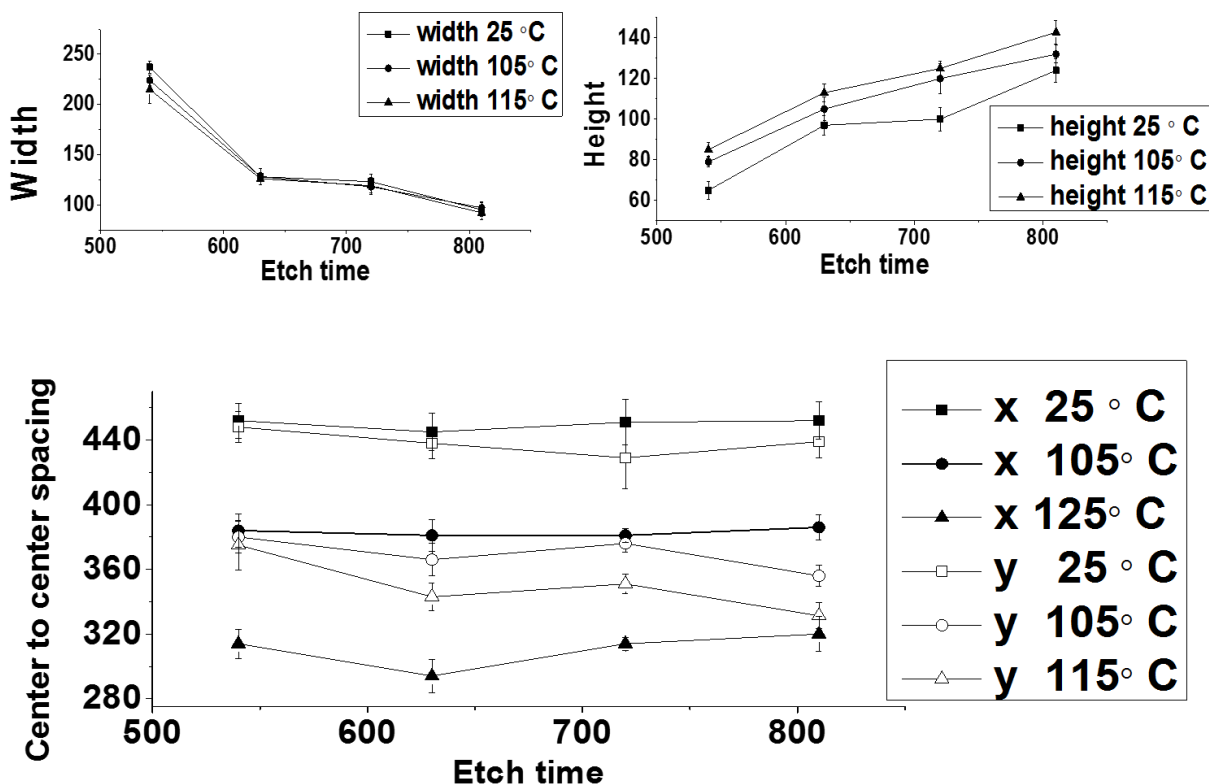 Width
250
200
150
100
500
600
700
800
Etch time
width 25 °C
width 105° C
width 115° C
Height
140
120
100
80
60
500
600
700
800
Etch time
height 25 ° C
height 105° C
height 115° C
Center to center spacing
440
400
360
320
280
500
600
700
800
Etch time
x 25 ° C
x 105° C
x 125° C
y 25 ° C
y 105° C
y 115° C